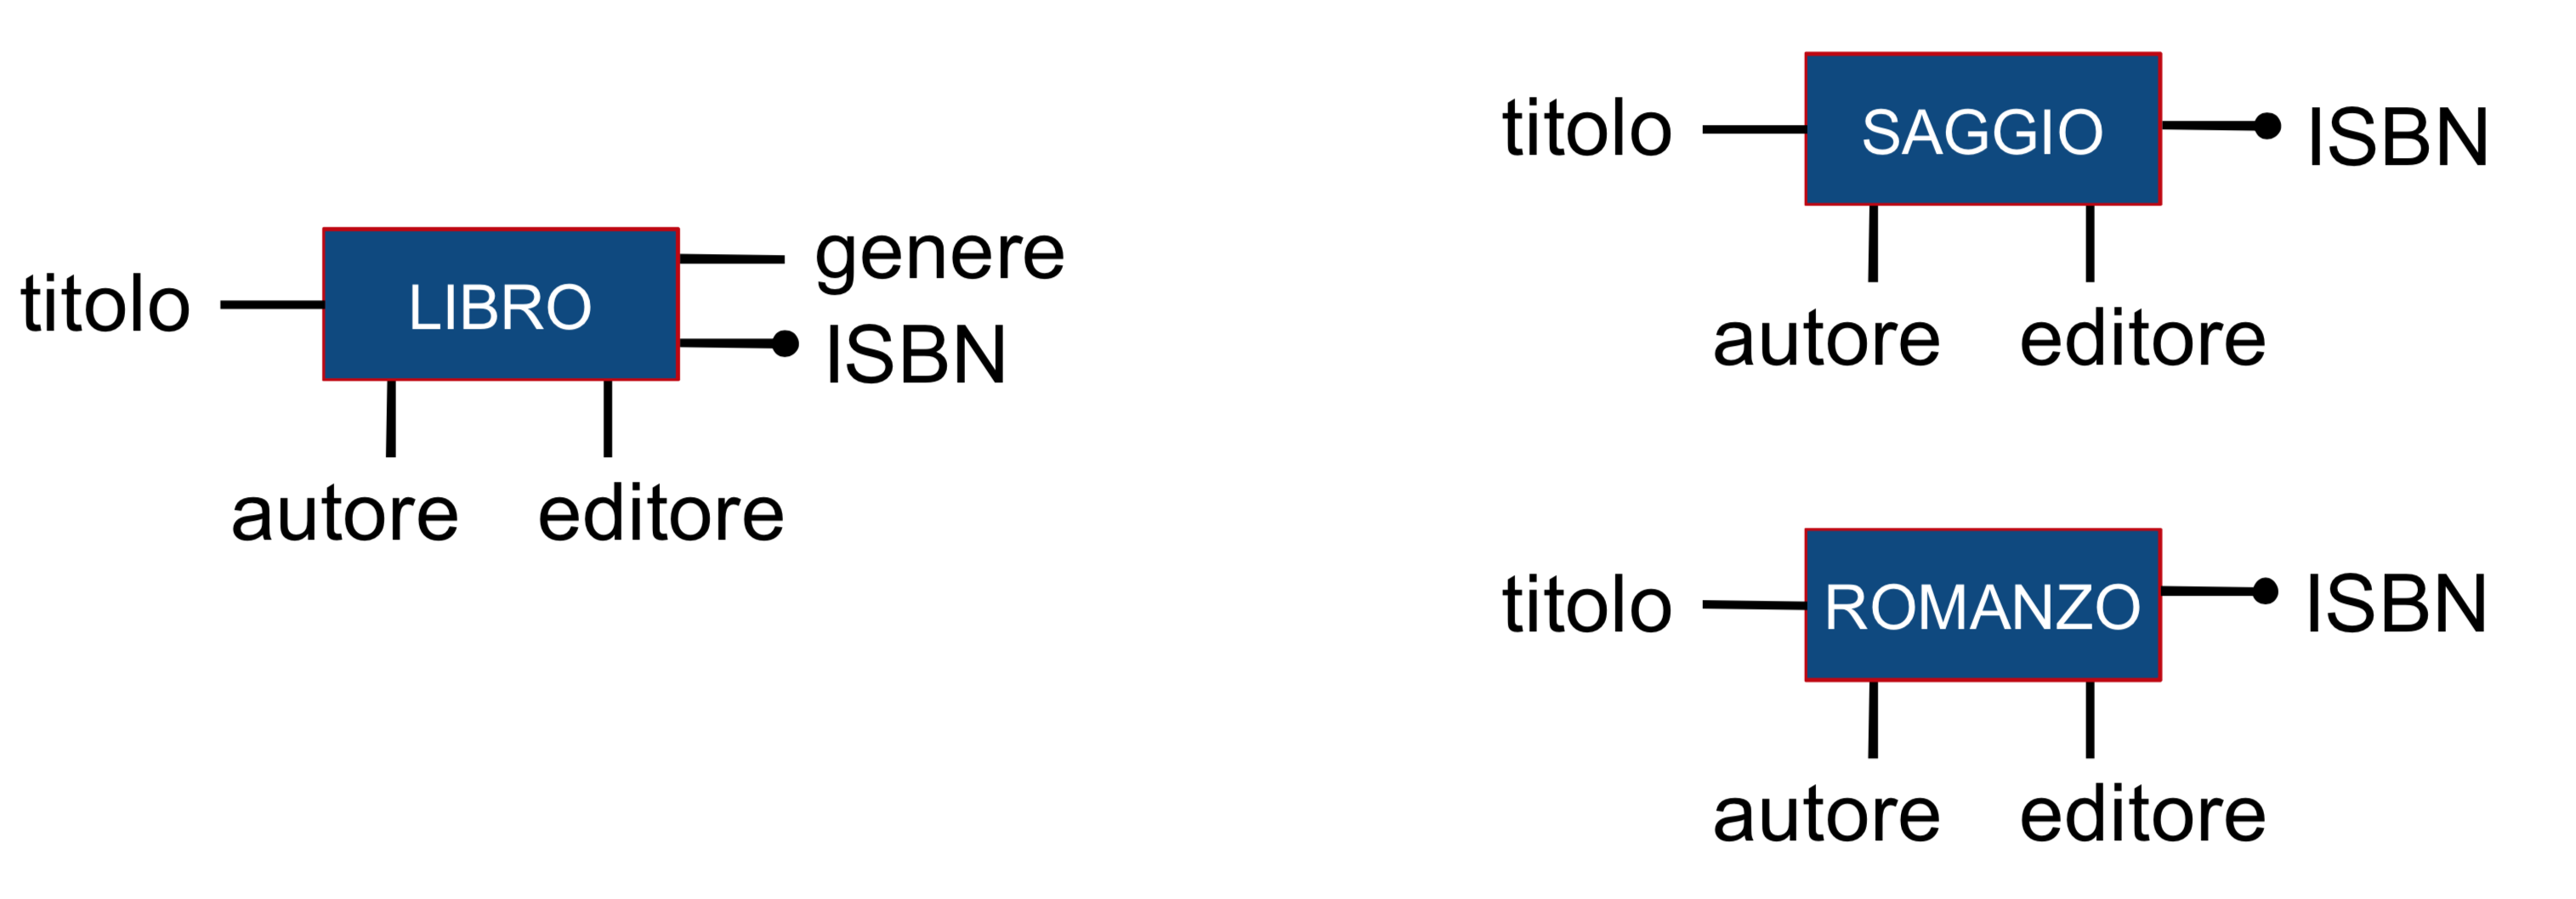 titolo
LIBRO
genere
ISBN
autore
editore
titolo
SAGGIO
ISBN
autore
editore
titolo
ROMANZO
ISBN
autore
editore